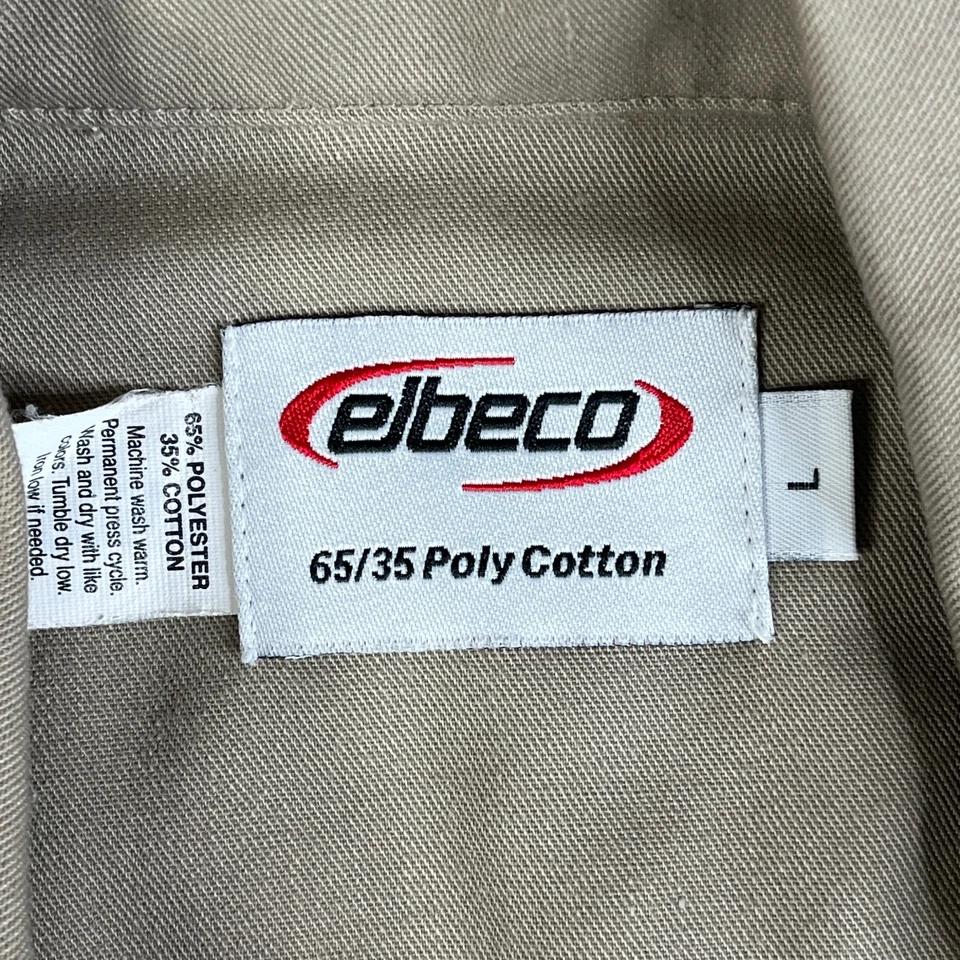 elbeco
65/35 Poly Cotton
L
65% POLYESTER
35% COTTON
Machine wash warm.
Permanent press cycle.
Wash and dry with like
colors. Tumble dry low.
Iron low if needed.